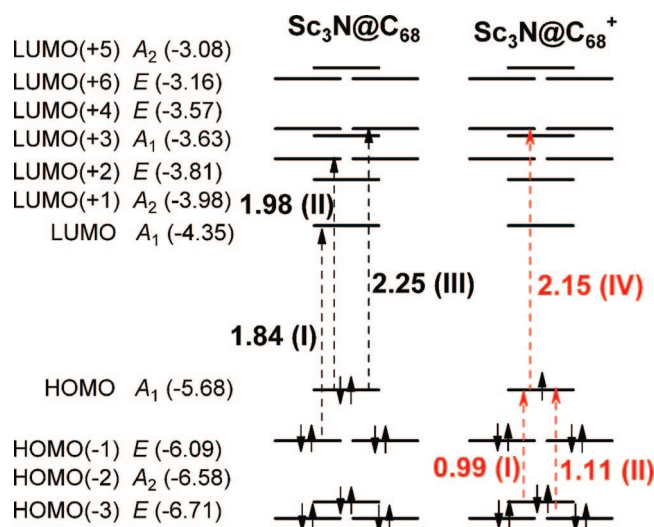 Sc₃N@C₆₈
Sc₃N@C₆₈⁺
LUMO(+5) A₂ (-3.08)
LUMO(+6) E (-3.16)
LUMO(+4) E (-3.57)
LUMO(+3) A₁ (-3.63)
LUMO(+2) E (-3.81)
LUMO(+1) A₂ (-3.98)
LUMO A₁ (-4.35)
1.98 (II)
2.25 (III)
2.15 (IV)
1.84 (I)
HOMO A₁ (-5.68)
HOMO(-1) E (-6.09)
HOMO(-2) A₂ (-6.58)
HOMO(-3) E (-6.71)
0.99 (I)
1.11 (II)